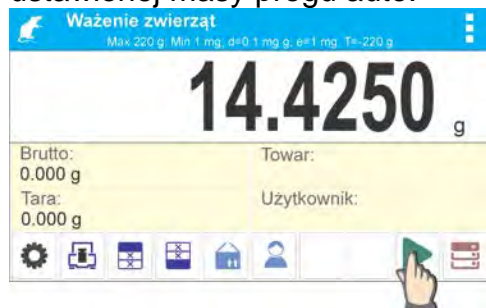 Ważenie zwierząt
Max 220 g; Min 1 mg; d=0.1 mg g; e=1 mg; T=-220 g
14.4250 g
Brutto:
0.000 g
Towar:
Tara:
0.000 g
Użytkownik: